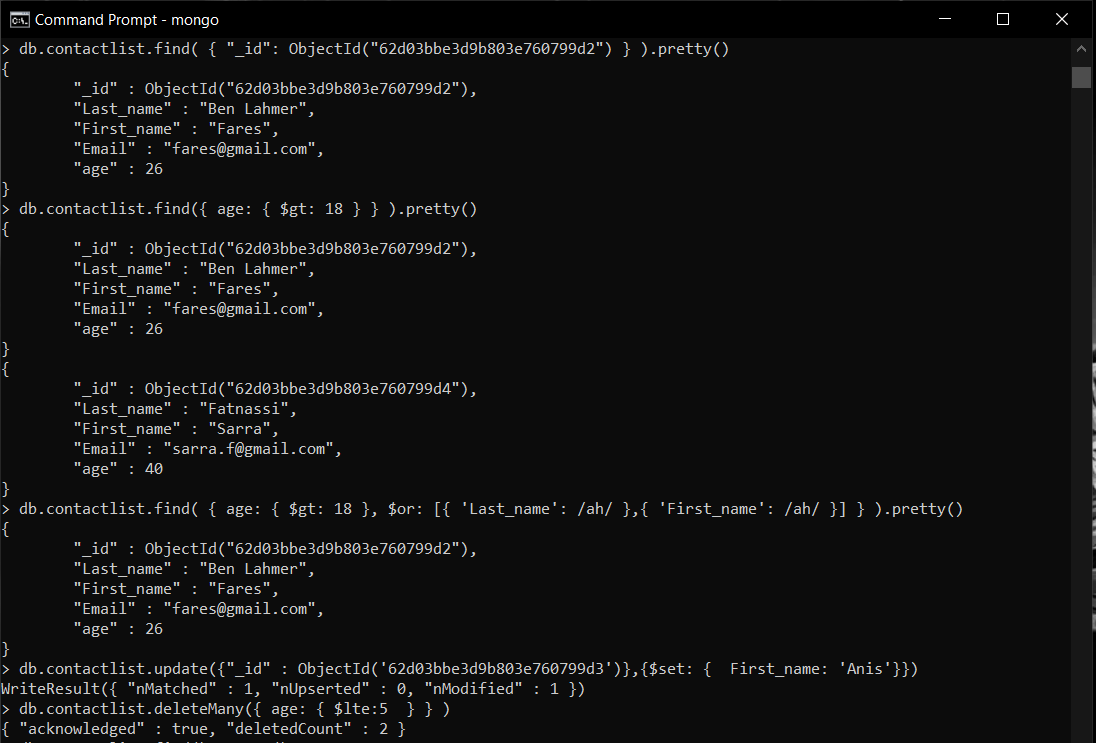 Command Prompt - mongo
> db.contactlist.find( { "_id": ObjectId("62d03bbe3d9b803e760799d2") } ).pretty()
{
"_id" : ObjectId("62d03bbe3d9b803e760799d2"),
"Last_name" : "Ben Lahmer",
"First_name" : "Fares",
"Email" : "fares@gmail.com",
"age" : 26
}
> db.contactlist.find({ age: { $gt: 18 } } ).pretty()
{
"_id" : ObjectId("62d03bbe3d9b803e760799d2"),
"Last_name" : "Ben Lahmer",
"First_name" : "Fares",
"Email" : "fares@gmail.com",
"age" : 26
}
{
"_id" : ObjectId("62d03bbe3d9b803e760799d4"),
"Last_name" : "Fatnassi",
"First_name" : "Sarra",
"Email" : "sarra.f@gmail.com",
"age" : 40
}
> db.contactlist.find( { age: { $gt: 18 }, $or: [{ 'Last_name': /ah/ },{ 'First_name': /ah/ }] } ).pretty()
{
"_id" : ObjectId("62d03bbe3d9b803e760799d2"),
"Last_name" : "Ben Lahmer",
"First_name" : "Fares",
"Email" : "fares@gmail.com",
"age" : 26
}
> db.contactlist.update({"_id" : ObjectId('62d03bbe3d9b803e760799d3')},{$set: {  First_name: 'Anis'}})
WriteResult({ "nMatched" : 1, "nUpserted" : 0, "nModified" : 1 })
> db.contactlist.deleteMany({ age: { $lte:5  } } )
{ "acknowledged" : true, "deletedCount" : 2 }